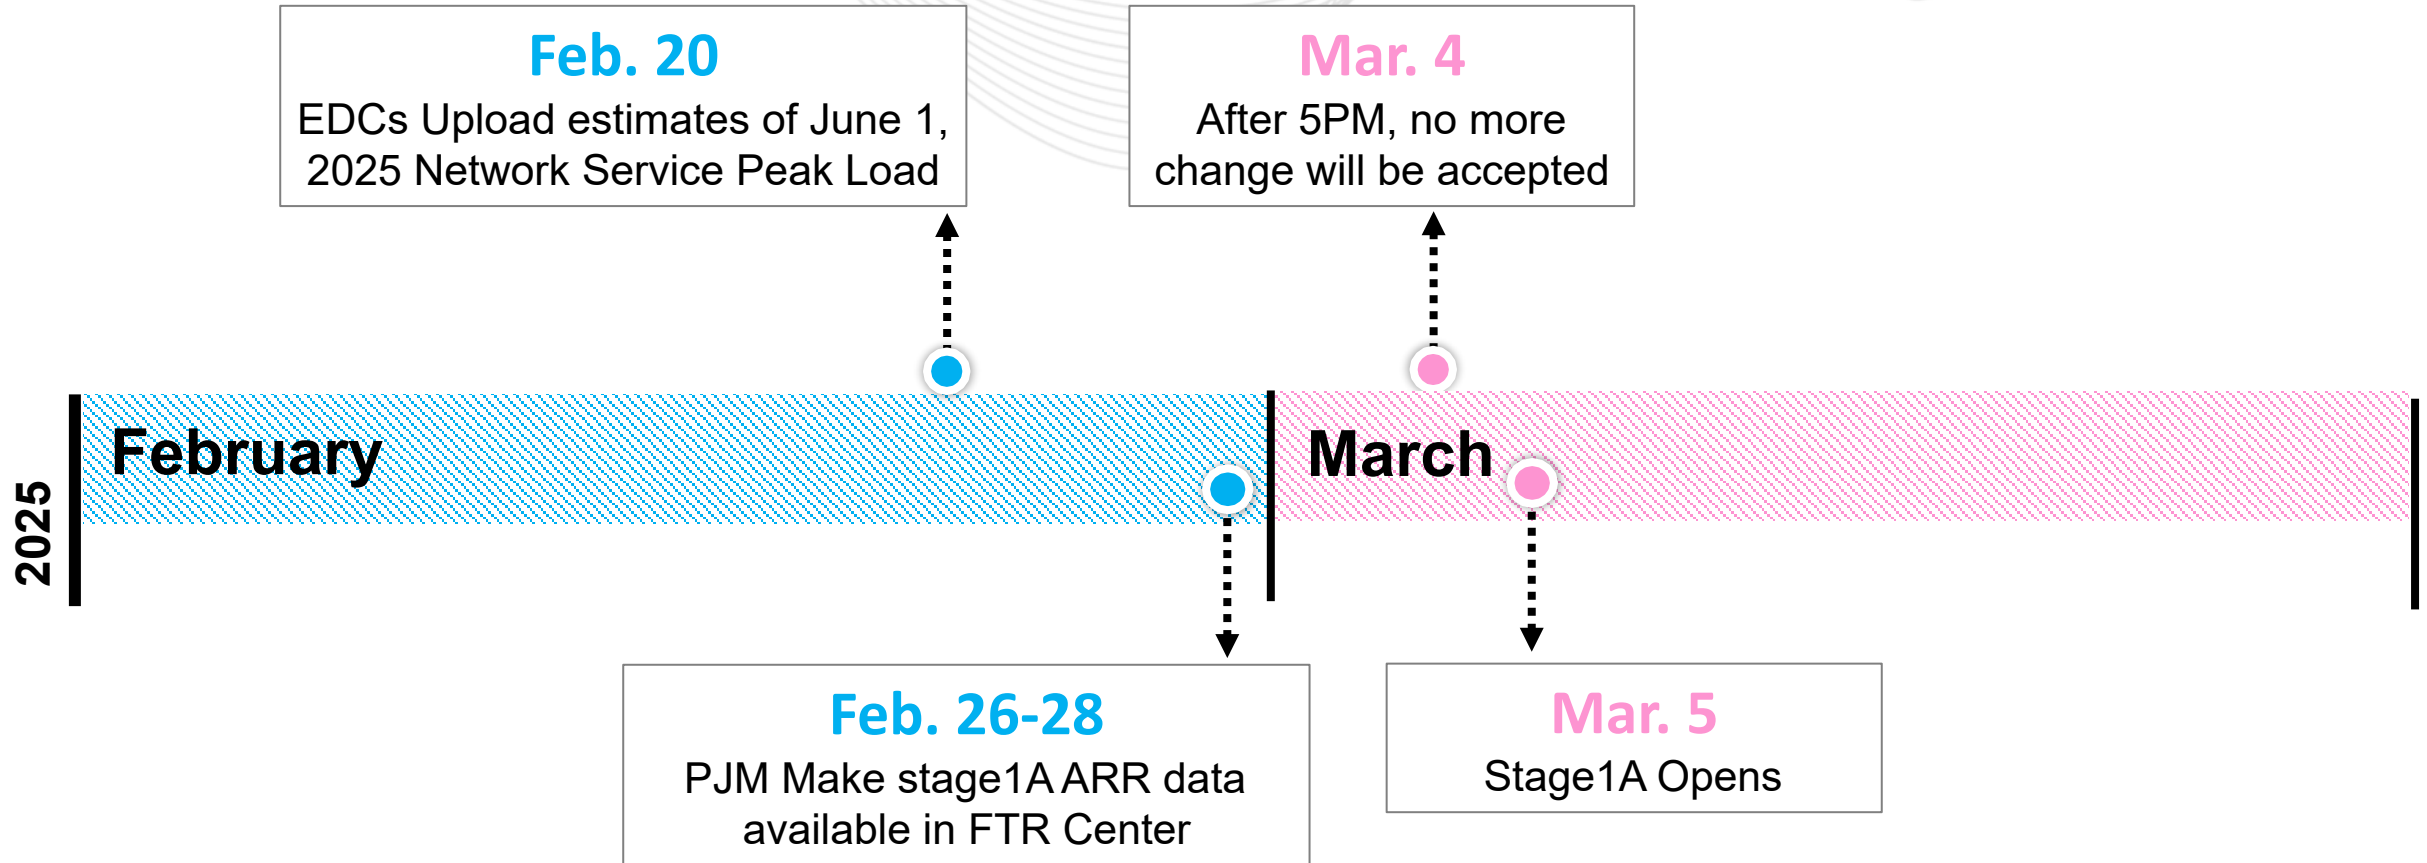 Feb. 20
EDCs Upload estimates of June 1,
2025 Network Service Peak Load
Mar. 4
After 5PM, no more
change will be accepted
2025
February
March
Feb. 26-28
PJM Make stage1A ARR data
available in FTR Center
Mar. 5
Stage1A Opens